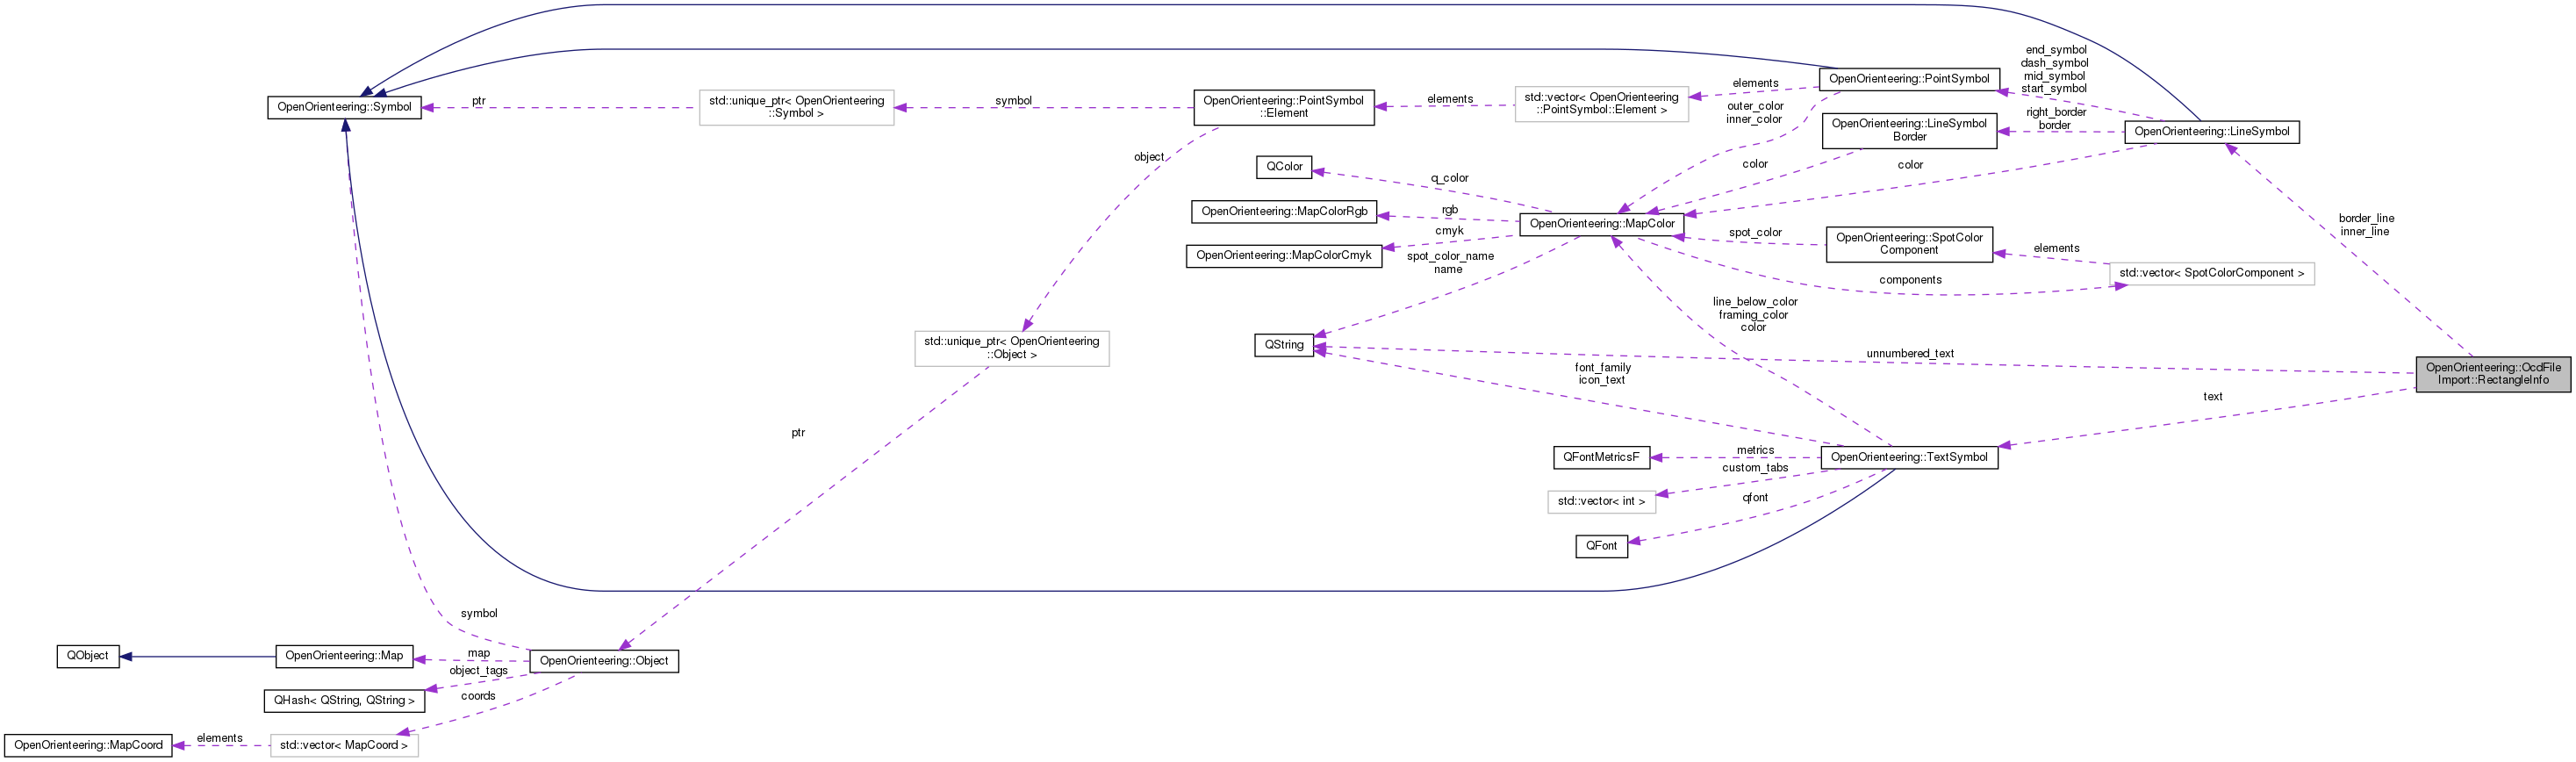 end_symbol
dash_symbol
mid_symbol
start_symbol
OpenOrienteering::PointSymbol
elements
OpenOrienteering::Symbol
ptr
std::unique_ptr< OpenOrienteering
::Symbol >
symbol
OpenOrienteering::PointSymbol
::Element
elements
std::vector< OpenOrienteering
::PointSymbol::Element >
outer_color
inner_color
OpenOrienteering::LineSymbol
Border
right_border
border
OpenOrienteering::LineSymbol
object
QColor
q_color
color
color
OpenOrienteering::MapColorRgb
rgb
OpenOrienteering::MapColor
border_line
inner_line
cmyk
OpenOrienteering::MapColorCmyk
spot_color_name
name
spot_color
OpenOrienteering::SpotColor
Component
elements
std::vector< SpotColorComponent >
components
line_below_color
framing_color
color
std::unique_ptr< OpenOrienteering
::Object >
QString
unnumbered_text
font_family
icon_text
OpenOrienteering::OcdFile
Import::RectangleInfo
text
ptr
QFontMetricsF
metrics
OpenOrienteering::TextSymbol
custom_tabs
std::vector< int >
qfont
QFont
symbol
QObject
OpenOrienteering::Map
map
OpenOrienteering::Object
object_tags
QHash< QString, QString >
coords
OpenOrienteering::MapCoord
elements
std::vector< MapCoord >